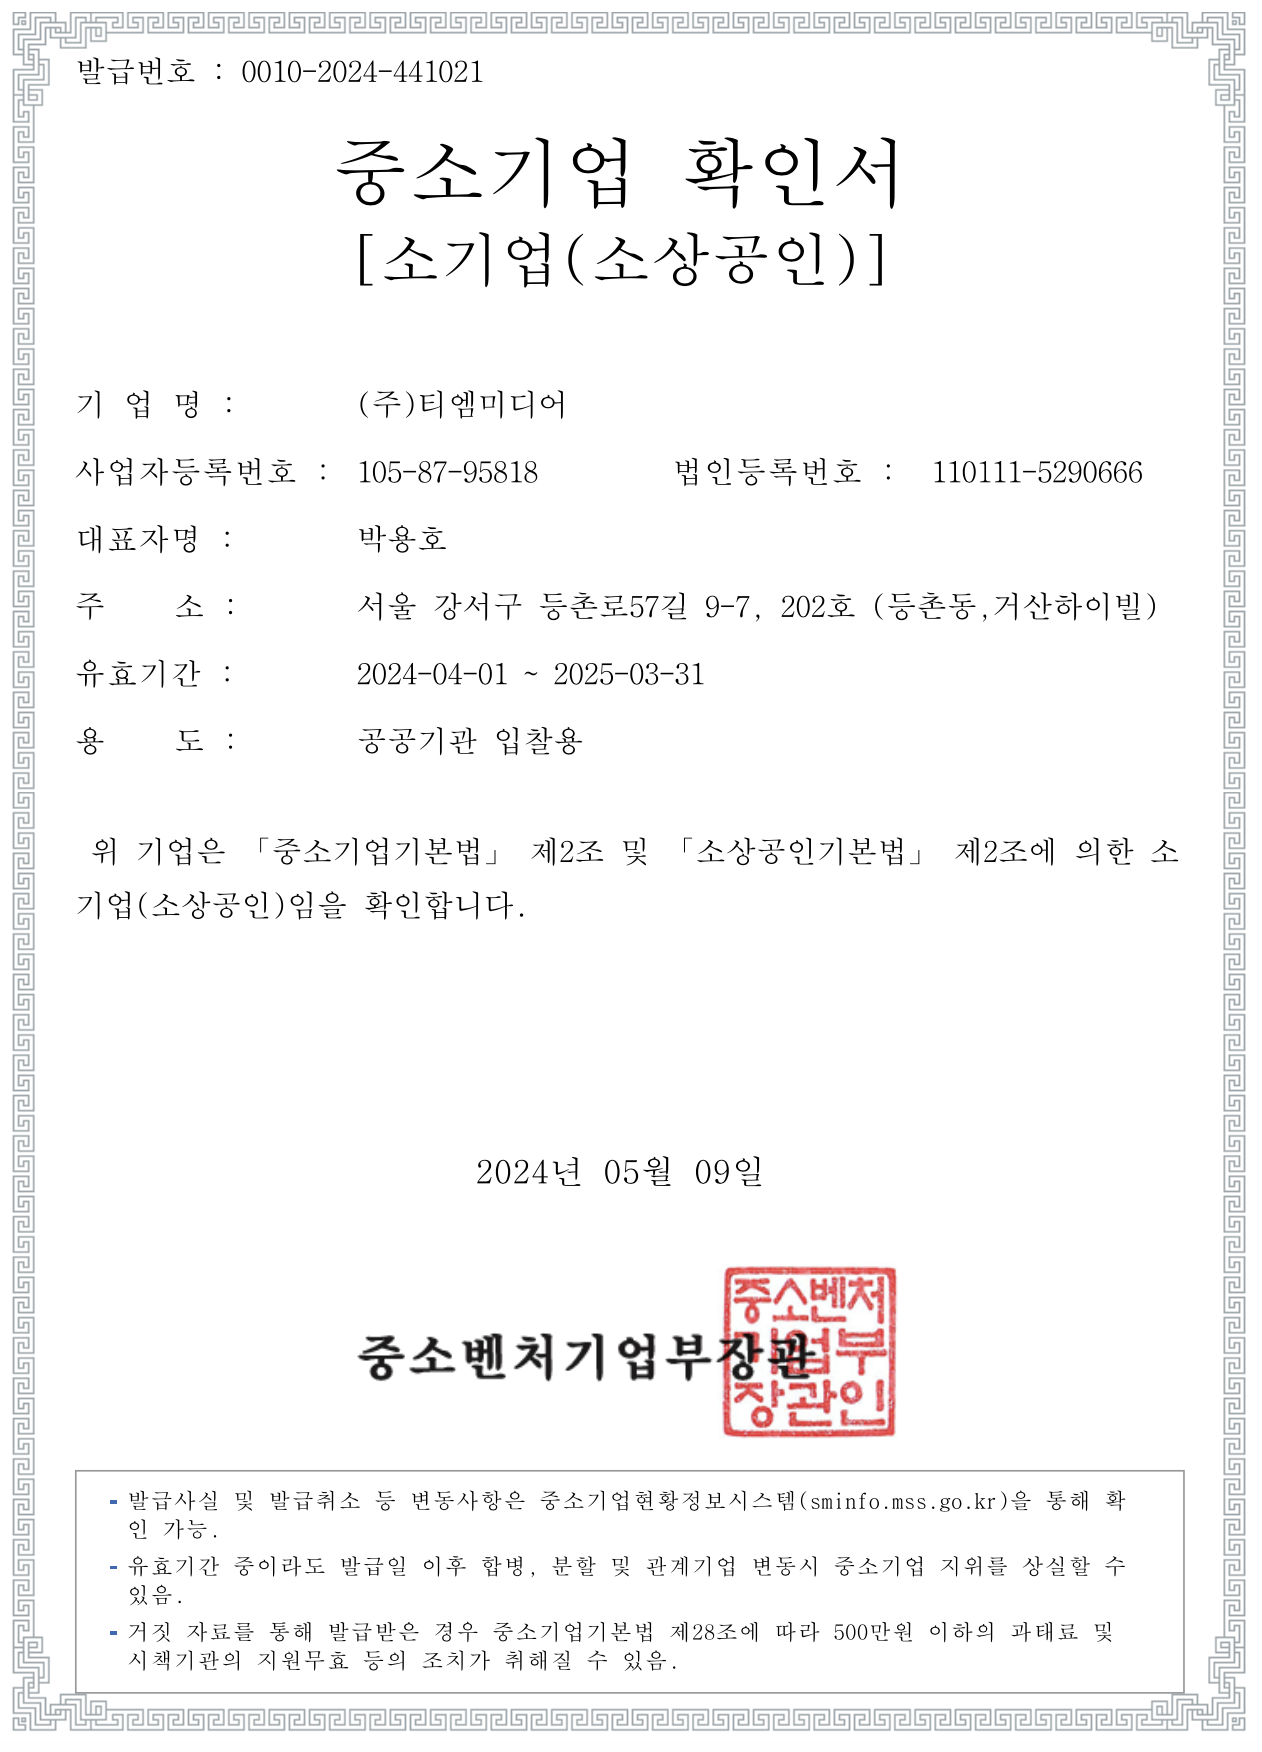 발급번호 : 0010-2024-441021
중소기업 확인서
[소기업(소상공인)]
기 업 명 : (주)티엠미디어
사업자등록번호 : 105-87-95818 법인등록번호 : 110111-5290666
대표자명 : 박용호
주 소 : 서울 강서구 등촌로57길 9-7, 202호 (등촌동,거산하이빌)
유효기간 : 2024-04-01 ~ 2025-03-31
용 도 : 공공기관 입찰용
위 기업은 「중소기업기본법」 제2조 및 「소상공인기본법」 제2조에 의한 소
기업(소상공인)임을 확인합니다.
2024년 05월 09일
중소벤처기업부장관
중소벤처
기업부
장관인
- 발급사실 및 발급취소 등 변동사항은 중소기업현황정보시스템(sminfo.mss.go.kr)을 통해 확
인 가능.
- 유효기간 중이라도 발급일 이후 합병, 분할 및 관계기업 변동시 중소기업 지위를 상실할 수
있음.
- 거짓 자료를 통해 발급받은 경우 중소기업기본법 제28조에 따라 500만원 이하의 과태료 및
시책기관의 지원무효 등의 조치가 취해질 수 있음.